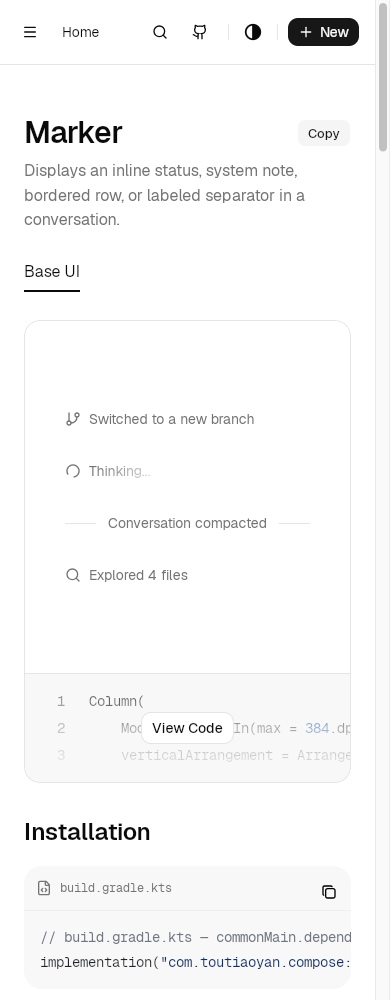 Home
New
Marker
Copy
Displays an inline status, system note,
bordered row, or labeled separator in a
conversation.
Base UI
Switched to a new branch
Thinking...
Conversation compacted
Explored 4 files
1 Column(
2 In(max = 384.dp
View Code
3 verticalArrangement = Arrange
Installation
build.gradle.kts
// build.gradle.kts — commonMain.depend
implementation("com.toutiaoyan.compose: